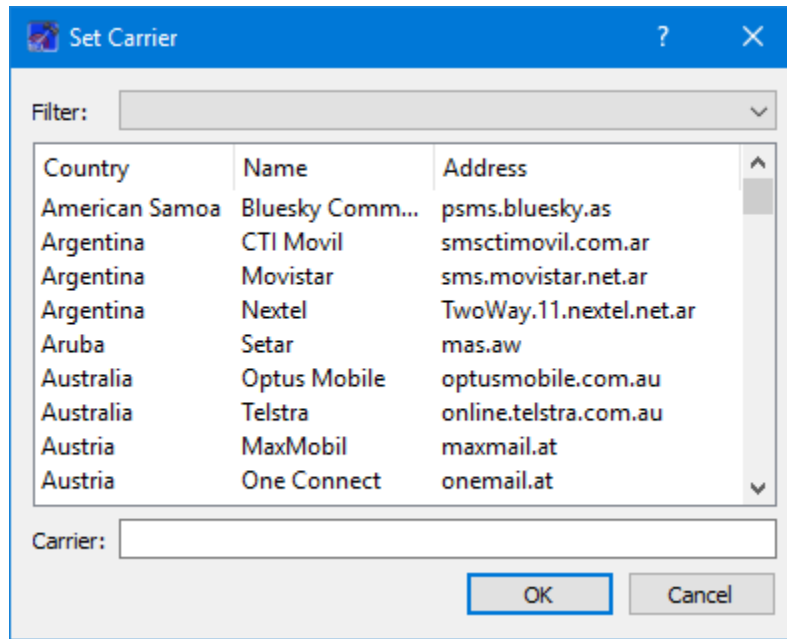 Set Carrier ?
Filter:
Country Name Address
American Samoa Bluesky Comm... psms.bluesky.as
Argentina CTI Movil smsctimovil.com.ar
Argentina Movistar sms.movistar.net.ar
Argentina Nextel TwoWay.11.nextel.net.ar
Aruba Setar mas.aw
Australia Optus Mobile optusmobile.com.au
Australia Telstra online.telstra.com.au
Austria MaxMobil maxmail.at
Austria One Connect onemail.at
Carrier:
OK Cancel